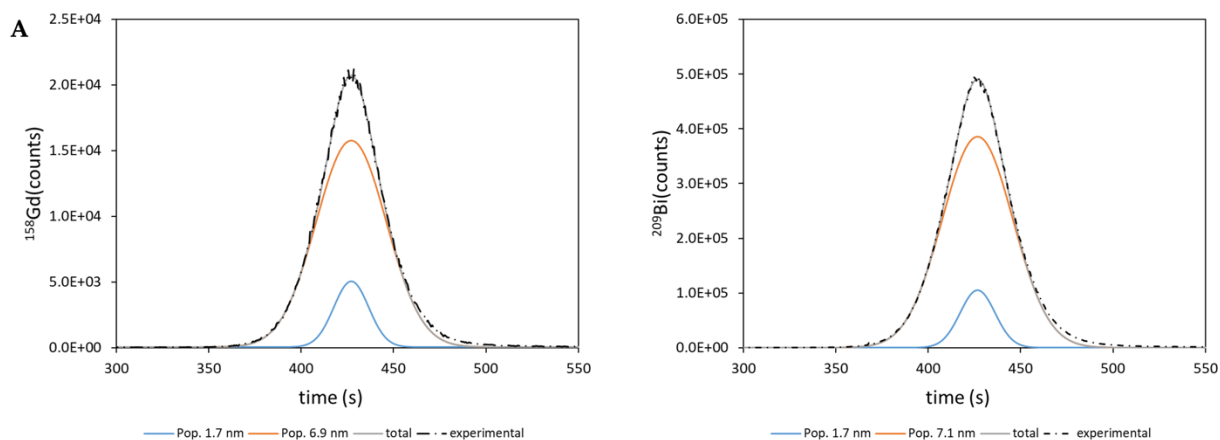 A
2.5E+04
2.0E+04
1.5E+04
1.0E+04
5.0E+03
0.0E+00
¹⁵⁸Gd(counts)
300 350 400 450 500 550
time (s)
Pop. 1.7 nm Pop. 6.9 nm total experimental
6.0E+05
5.0E+05
4.0E+05
3.0E+05
2.0E+05
1.0E+05
0.0E+00
²⁰⁹Bi(counts)
300 350 400 450 500 550
time (s)
Pop. 1.7 nm Pop. 7.1 nm total experimental